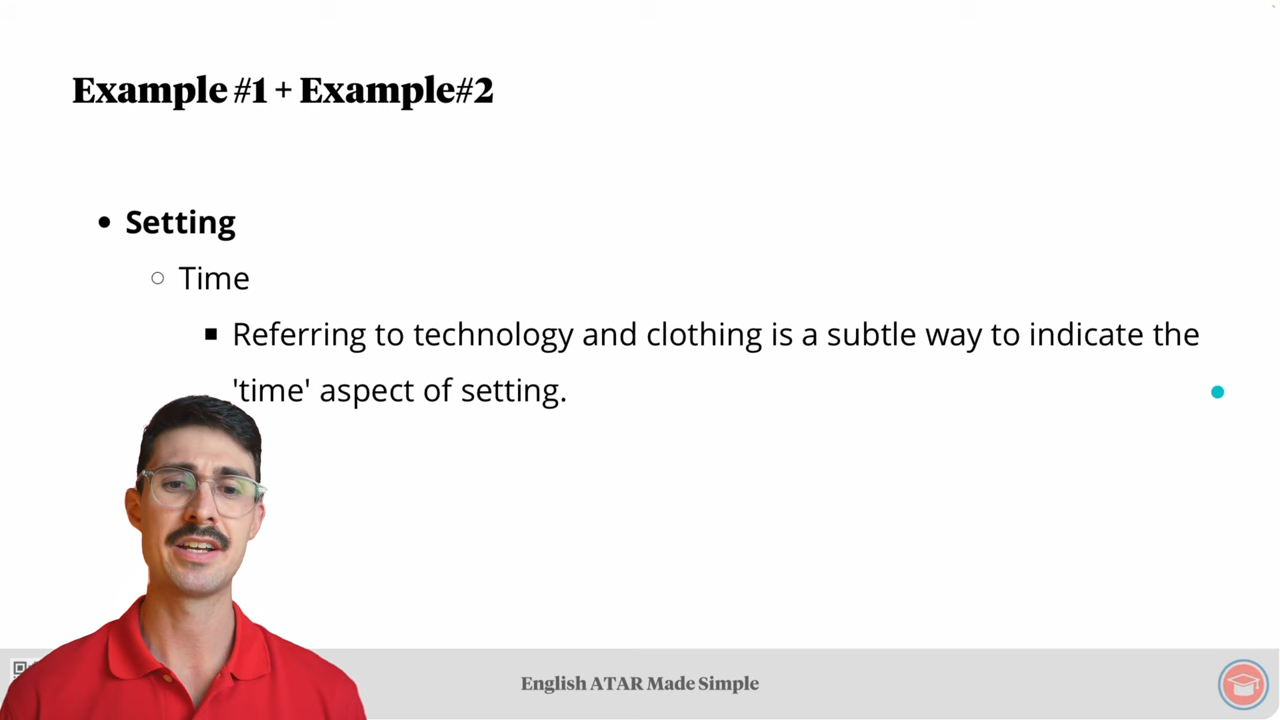 Example #1 + Example#2
Setting
Time
Referring to technology and clothing is a subtle way to indicate the
'time' aspect of setting.
English ATAR Made Simple